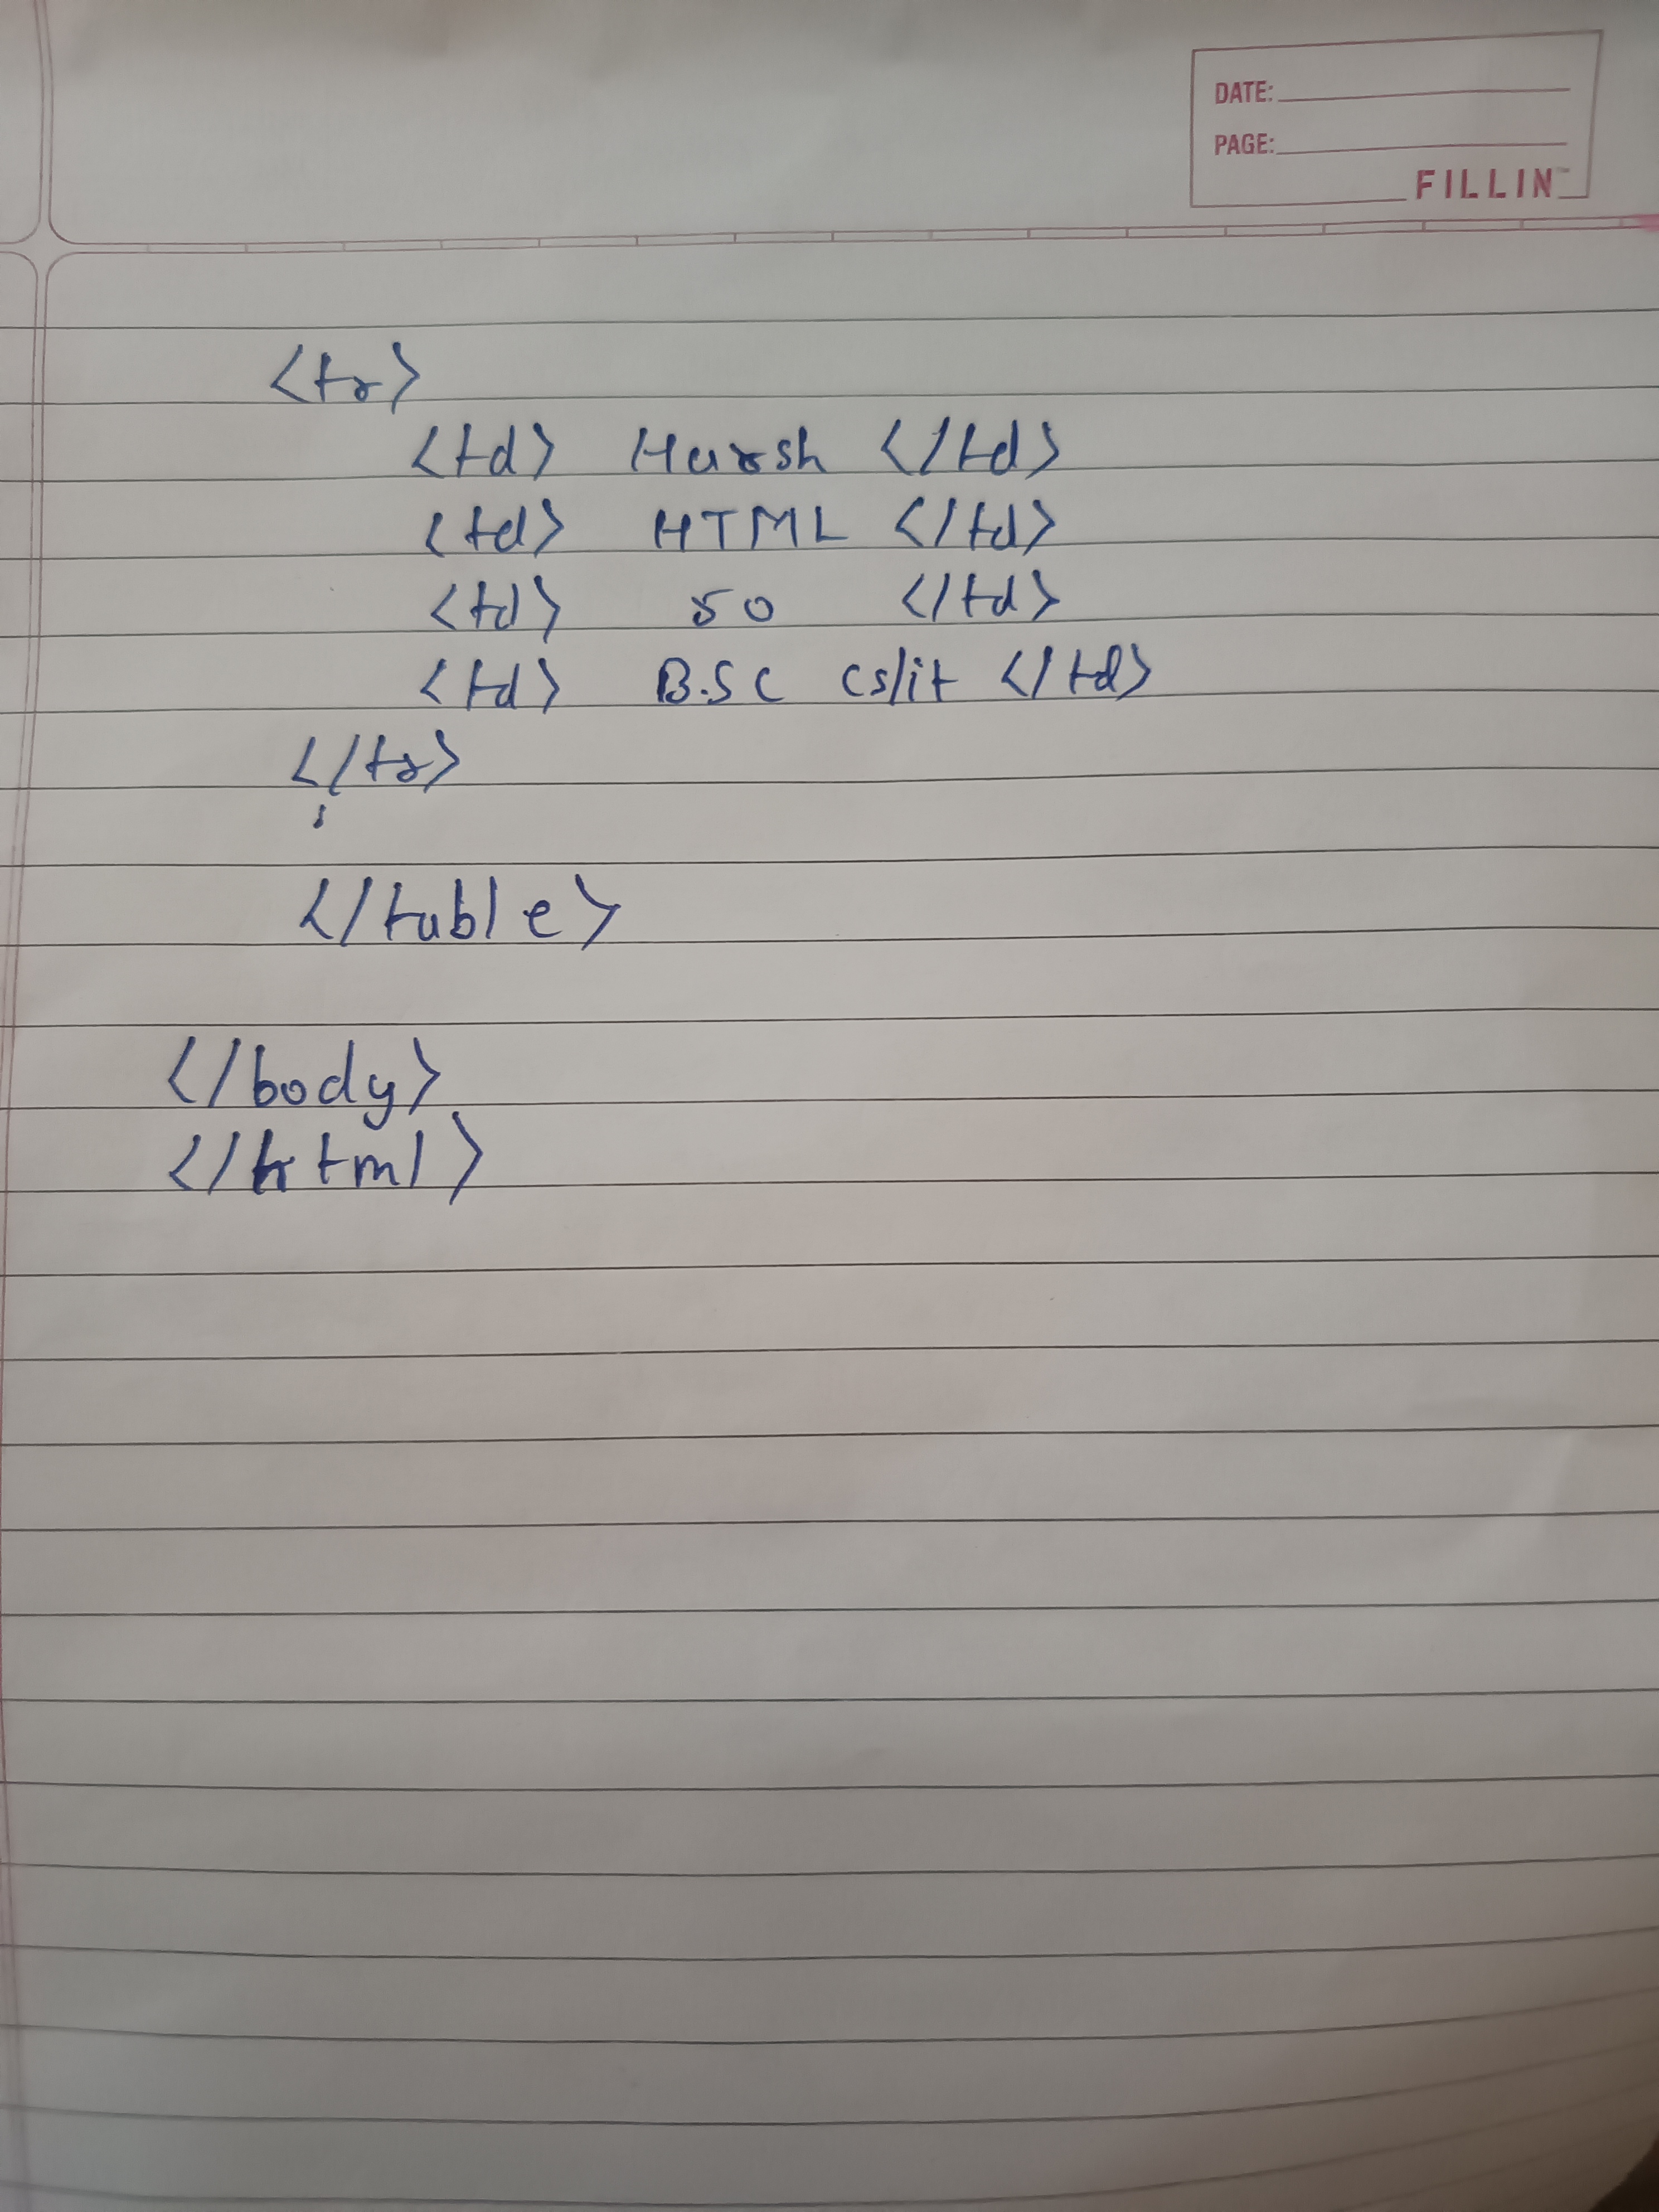 DATE:
PAGE:
FILLIN
<tr>
<td> Harsh </td>
<td> HTML </td>
<td> 50 </td>
<td> B.SC cs/it </td>
</tr>
</table>
</body>
</html>